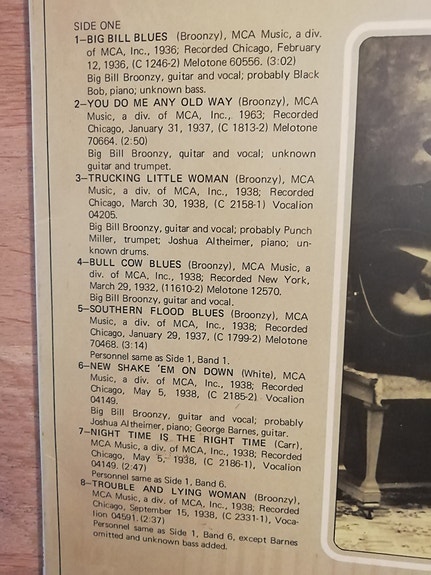 SIDE ONE
1—BIG BILL BLUES (Broonzy), MCA Music, a div.
of MCA, Inc., 1936; Recorded Chicago, February
12, 1936, (C 1246-2) Melotone 60556. (3:02)
Big Bill Broonzy, guitar and vocal; probably Black
Bob, piano; unknown bass.
2—YOU DO ME ANY OLD WAY (Broonzy), MCA
Music, a div. of MCA, Inc., 1963; Recorded
Chicago, January 31, 1937, (C 1813-2) Melotone
70664. (2:50)
Big Bill Broonzy, quitar and vocal; unknown
guitar and trumpet.
3—TRUCKING LITTLE WOMAN (Broonzy), MCA
Music, a div. of MCA, Inc., 1938; Recorded
Chicago, March 30, 1938, (C 2158-1) Vocalion
04205.
Big Bill Broonzy, guitar and vocal; probably Punch
Miller, trumpet; Joshua Altheimer, piano; un-
known drums.
4—BULL COW BLUES (Broonzy), MCA Music, a
div. of MCA, Inc., 1938; Recorded New York,
March 29, 1932, (11610-2) Melotone 12570.
Big Bill Broonzy, guitar and vocal.
5—SOUTHERN FLOOD BLUES (Broonzy), MCA
Music, a div. of MCA, Inc., 1938; Recorded
Chicago, January 29, 1937, (C 1799-2) Melotone
70468. (3:14)
Personnel same as Side 1, Band 1.
6—NEW SHAKE 'EM ON DOWN (White), MCA
Music, a div. of MCA, Inc., 1938; Recorded
Chicago, May 5, 1938, (C 2185-2) Vocalion
04149.
Big Bill Broonzy, guitar and vocal; probably
Joshua Altheimer, piano; George Barnes, guitar.
7—NIGHT TIME IS THE RIGHT TIME (Carr),
MCA Music, a div. of MCA, Inc., 1938; Recorded
Chicago, May 5, 1938, (C 2186-1), Vocalion
04149. (2:47)
Personnel same as Side 1, Band 6.
8—TROUBLE AND LYING WOMAN (Broonzy),
MCA Music, a div. of MCA, Inc., 1938; Recorded
Chicago, September 15, 1938, (C 2331-1), Voca-
lion 04591. (2:37)
Personnel same as Side 1, Band 6, except Barnes
omitted and unknown bass added.